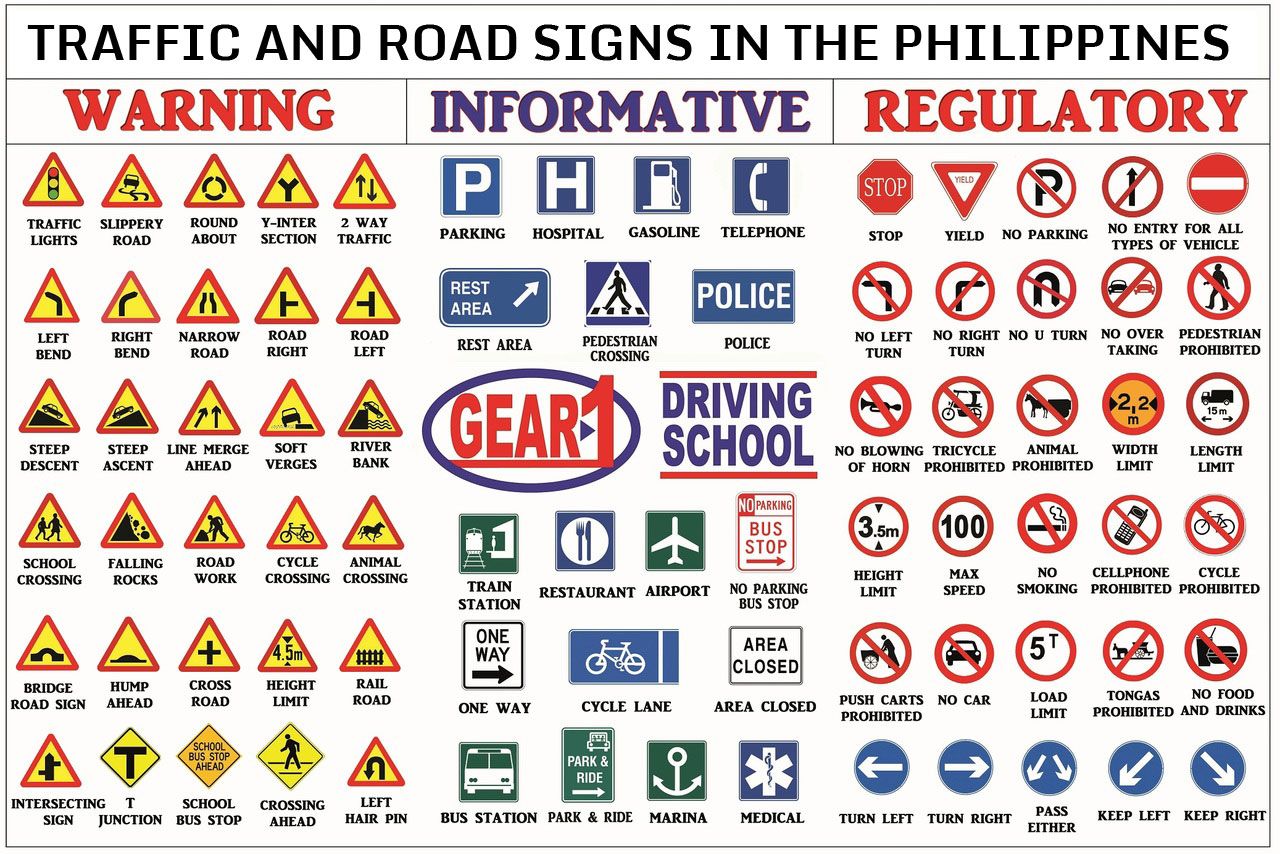 TRAFFIC AND ROAD SIGNS IN THE PHILIPPINES
WARNING
TRAFFIC
LIGHTS
SLIPPERY
ROAD
ROUND
ABOUT
Y-INTER
SECTION
2 WAY
TRAFFIC
LEFT
BEND
RIGHT
BEND
NARROW
ROAD
ROAD
RIGHT
ROAD
LEFT
STEEP
DESCENT
STEEP
ASCENT
LINE MERGE
AHEAD
SOFT
VERGES
RIVER
BANK
SCHOOL
CROSSING
FALLING
ROCKS
ROAD
WORK
CYCLE
CROSSING
ANIMAL
CROSSING
BRIDGE
ROAD SIGN
HUMP
AHEAD
CROSS
ROAD
4.5m
HEIGHT
LIMIT
RAIL
ROAD
INTERSECTING
SIGN
T
JUNCTION
SCHOOL
BUS STOP
AHEAD
SCHOOL
BUS STOP
CROSSING
AHEAD
LEFT
HAIR PIN
INFORMATIVE
P
PARKING
H
HOSPITAL
GASOLINE
TELEPHONE
REST
AREA
REST AREA
PEDESTRIAN
CROSSING
POLICE
POLICE
GEAR 1
DRIVING
SCHOOL
TRAIN
STATION
RESTAURANT
AIRPORT
NO PARKING
BUS
STOP
NO PARKING
BUS STOP
ONE
WAY
ONE WAY
CYCLE LANE
AREA
CLOSED
AREA CLOSED
BUS STATION
PARK &
RIDE
PARK & RIDE
MARINA
MEDICAL
REGULATORY
STOP
STOP
YIELD
YIELD
P
NO PARKING
NO ENTRY FOR ALL
TYPES OF VEHICLE
NO LEFT
TURN
NO RIGHT
TURN
NO U TURN
NO OVER
TAKING
PEDESTRIAN
PROHIBITED
NO BLOWING
OF HORN
TRICYCLE
PROHIBITED
ANIMAL
PROHIBITED
2,2
m
WIDTH
LIMIT
15 m
LENGTH
LIMIT
3.5m
HEIGHT
LIMIT
100
MAX
SPEED
NO
SMOKING
CELLPHONE
PROHIBITED
CYCLE
PROHIBITED
PUSH CARTS
PROHIBITED
NO CAR
5T
LOAD
LIMIT
TONGAS
PROHIBITED
NO FOOD
AND DRINKS
TURN LEFT
TURN RIGHT
PASS
EITHER
KEEP LEFT
KEEP RIGHT